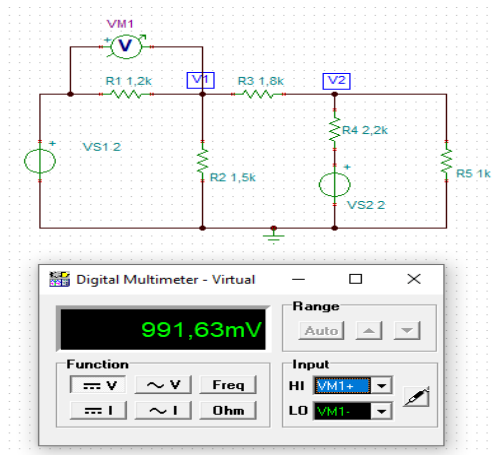 VM1
+ V
R1 1,2k V1 R3 1,8k V2
R4 2,2k
+ VS1 2
R2 1,5k
+
R5 1k
VS2 2
Digital Multimeter - Virtual
991,63mV
Range
Auto
Function
V ~ V Freq
I ~ I Ohm
Input
HI VM1+
LO VM1-